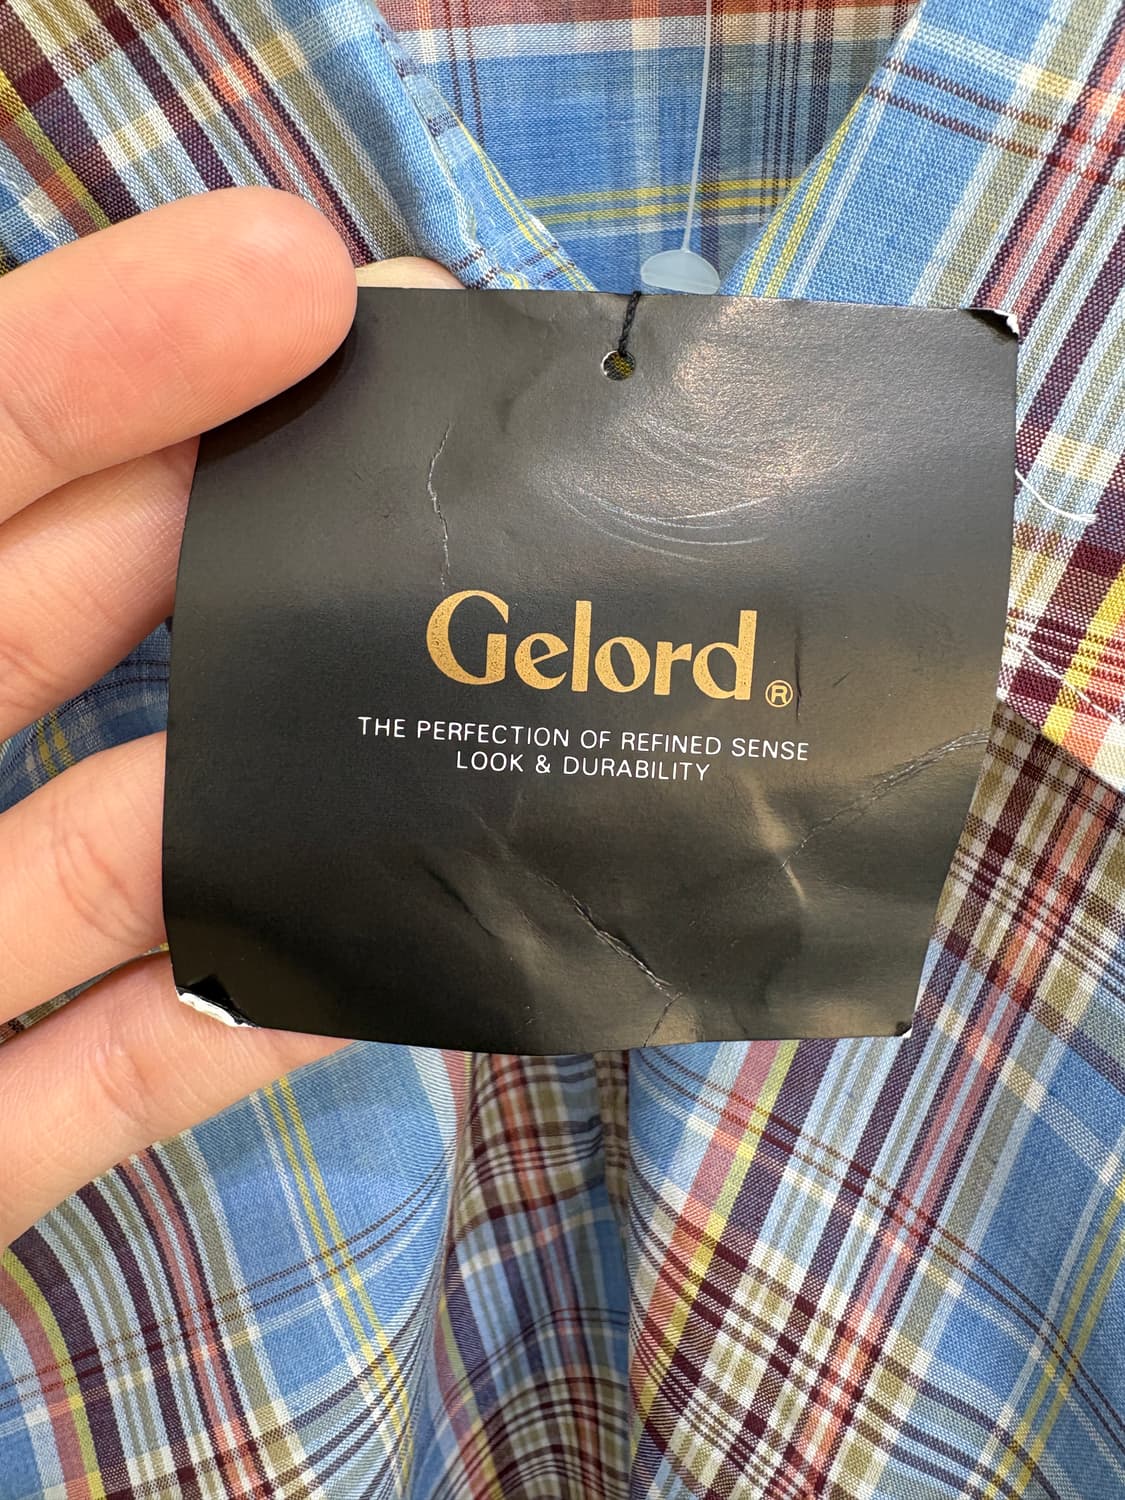 Gelord®
THE PERFECTION OF REFINED SENSE
LOOK & DURABILITY